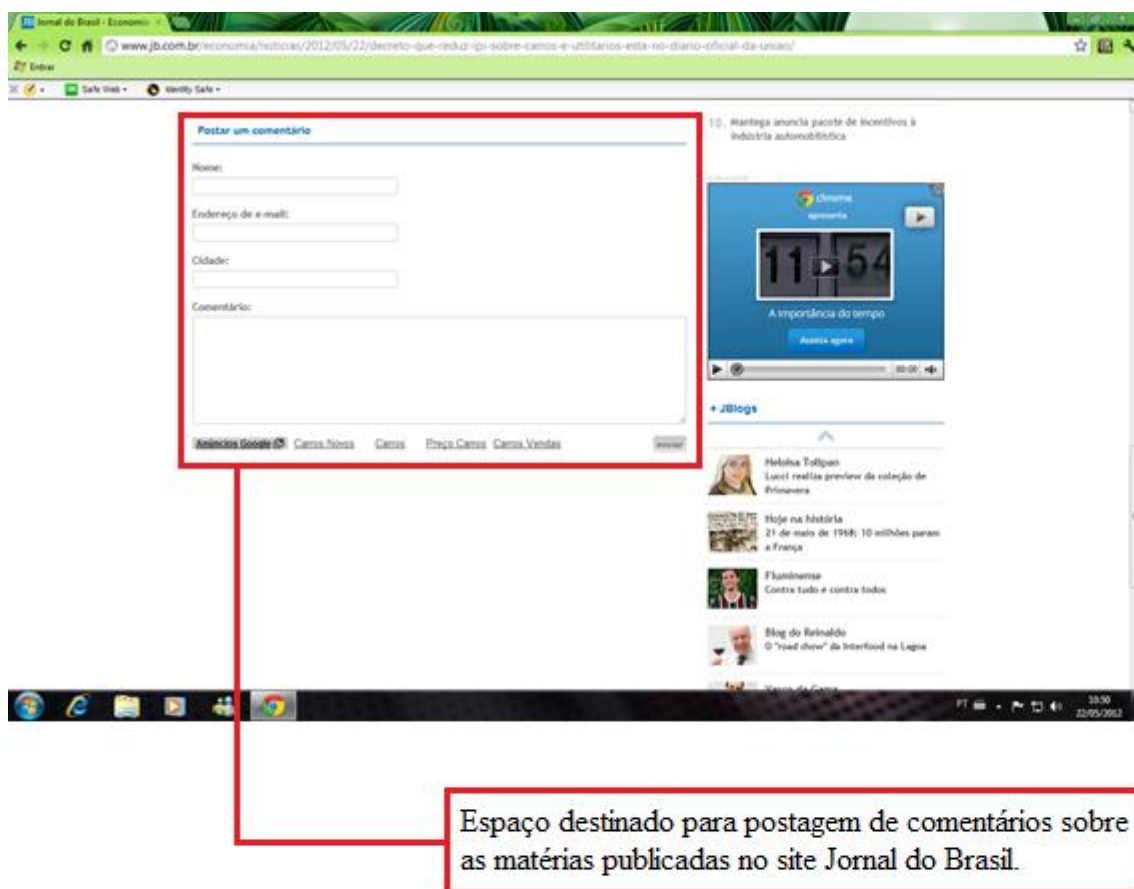 Jornal do Brasil - Economia
www.jb.com.br/economia/noticias/2012/05/22/decreto-que-reduz-ipi-sobre-carros-e-utilitarios-esta-no-diario-oficial-da-uniao/
Entrar
Safe Web
Identity Safe
Postar um comentário
Nome:
Endereço de e-mail:
Cidade:
Comentário:
Anúncios Google Carros Novos Carros Preço Carros Carros Vendas enviar
10. Mantega anuncia pacote de incentivos à
indústria automobilística
chrome
apresenta
11 54
A importância do tempo
Assista agora
00:00
+ JBlogs
Heloisa Tolipan
Lucci realiza preview da coleção de
Primavera
Hoje na história
21 de maio de 1968: 10 milhões param
a França
Fluminense
Contra tudo e contra todos
Blog do Reinaldo
O "road show" da Interfood na Lagoa
Vasco da Gama
PT
10:50
22/05/2012
Espaço destinado para postagem de comentários sobre
as matérias publicadas no site Jornal do Brasil.